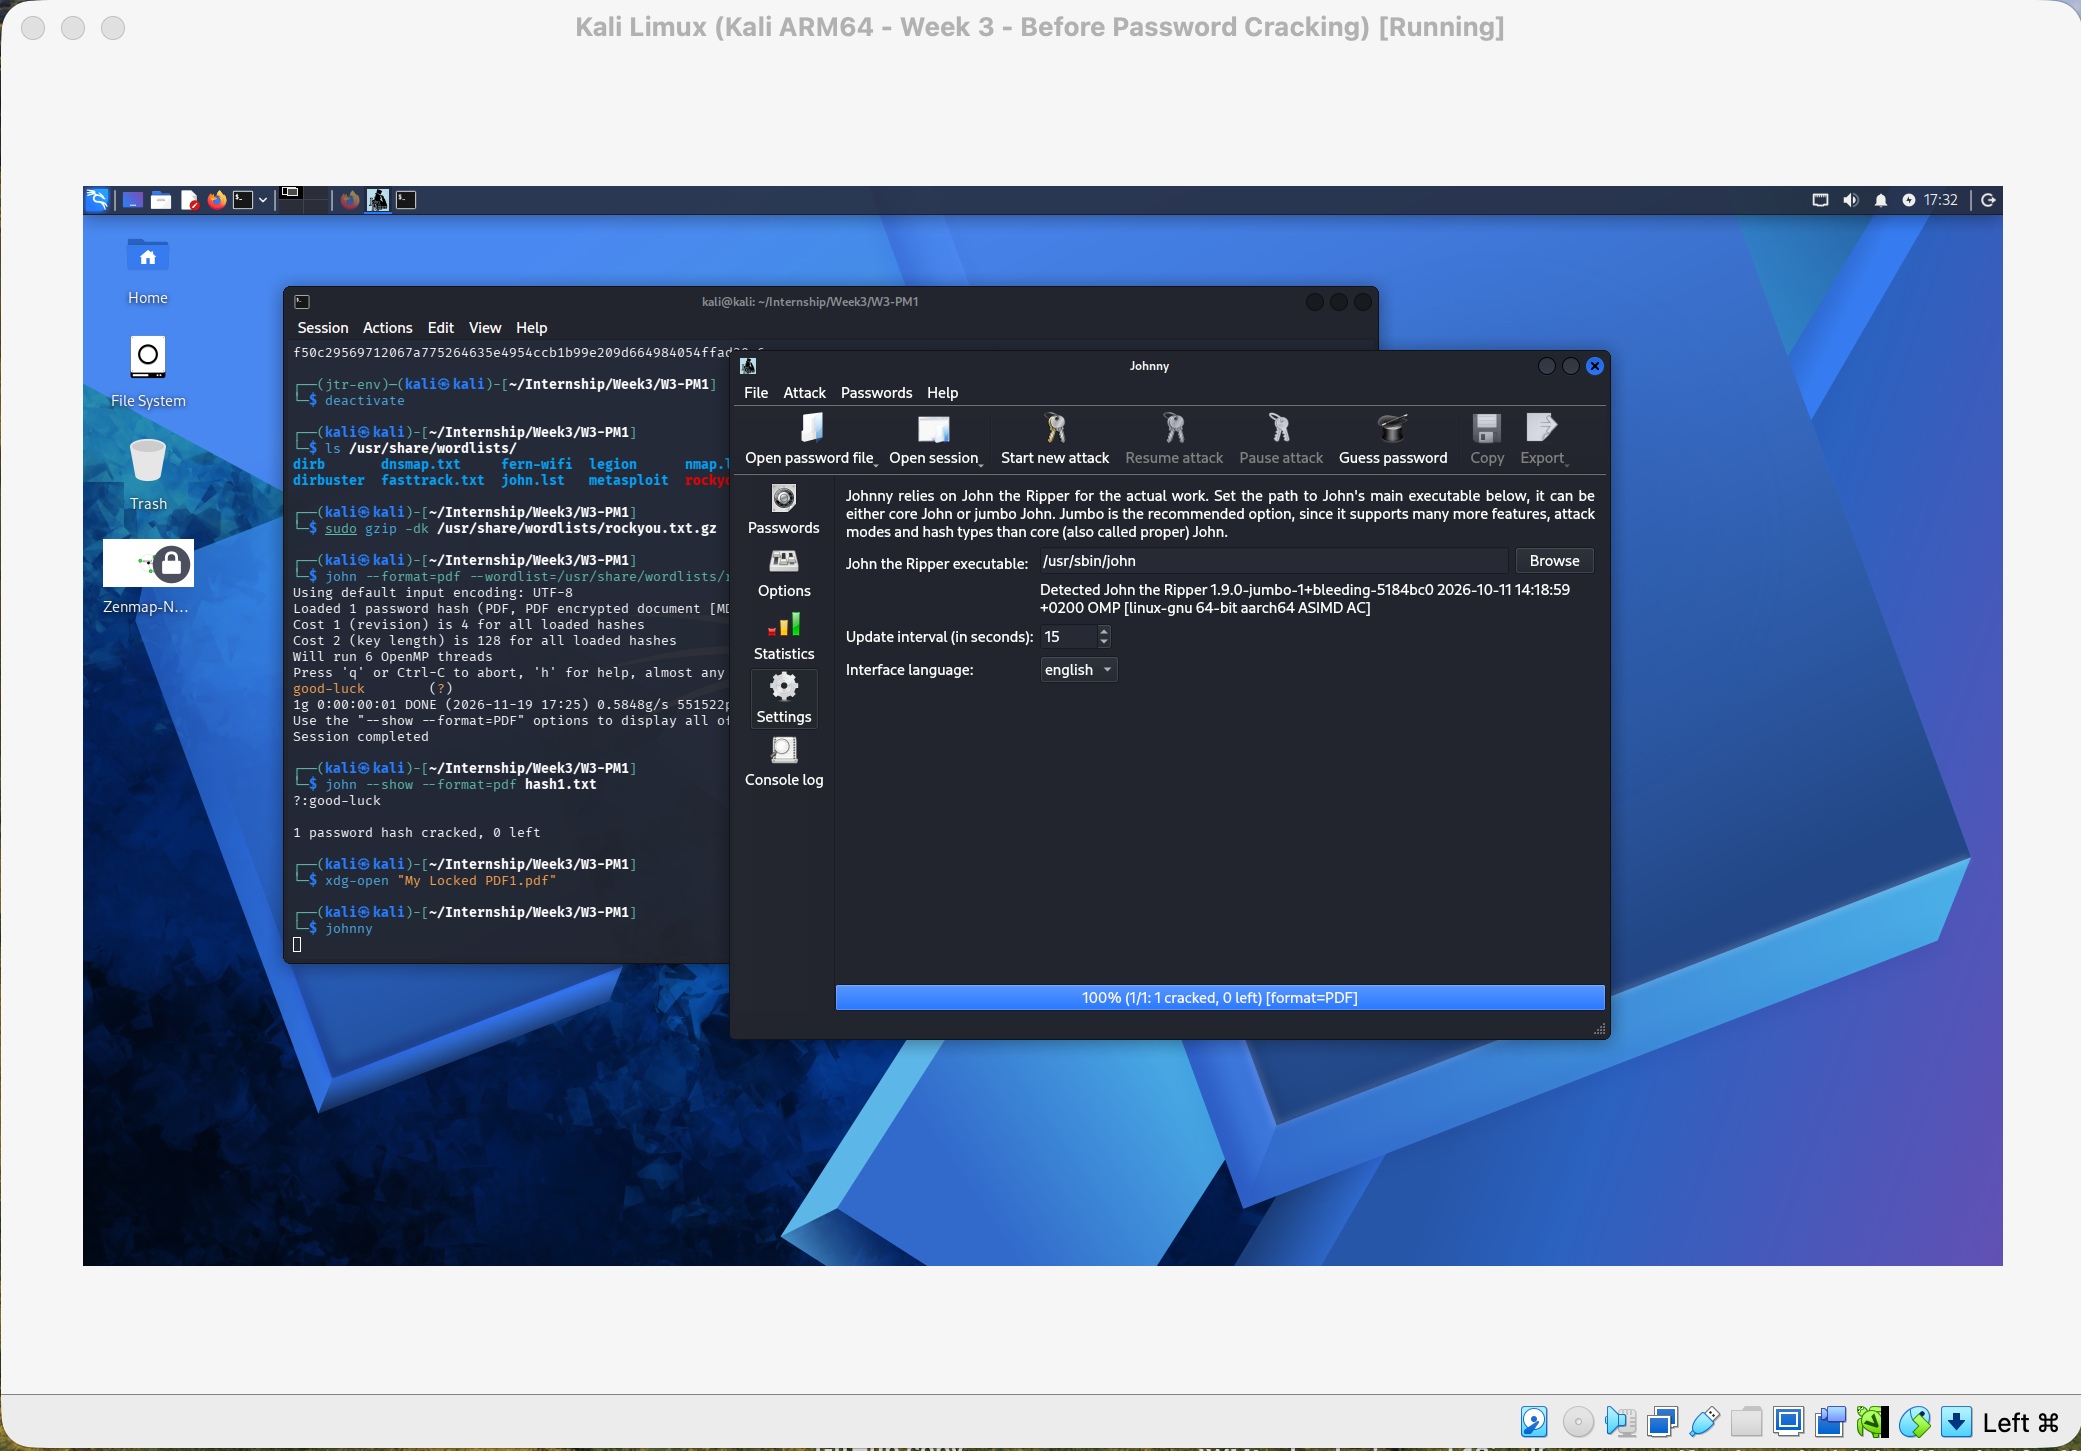 Kali Limux (Kali ARM64 - Week 3 - Before Password Cracking) [Running]
17:32
Home
File System
Trash
Zenmap-N...
kali@kali: ~/Internship/Week3/W3-PM1
Session Actions Edit View Help
f50c29569712067a775264635e4954ccb1b99e209d664984054ffad
(jtr-env)-(kali㉿kali)-[~/Internship/Week3/W3-PM1]
$ deactivate
(kali㉿kali)-[~/Internship/Week3/W3-PM1]
$ ls /usr/share/wordlists/
dirb dnsmap.txt fern-wifi legion nmap.l
dirbuster fasttrack.txt john.lst metasploit rockyo
(kali㉿kali)-[~/Internship/Week3/W3-PM1]
$ sudo gzip -dk /usr/share/wordlists/rockyou.txt.gz
(kali㉿kali)-[~/Internship/Week3/W3-PM1]
$ john --format=pdf --wordlist=/usr/share/wordlists/r
Using default input encoding: UTF-8
Loaded 1 password hash (PDF, PDF encrypted document [MD
Cost 1 (revision) is 4 for all loaded hashes
Cost 2 (key length) is 128 for all loaded hashes
Will run 6 OpenMP threads
Press 'q' or Ctrl-C to abort, 'h' for help, almost any
good-luck (?)
1g 0:00:00:01 DONE (2026-11-19 17:25) 0.5848g/s 551522p
Use the "--show --format=PDF" options to display all of
Session completed
(kali㉿kali)-[~/Internship/Week3/W3-PM1]
$ john --show --format=pdf hash1.txt
?:good-luck
1 password hash cracked, 0 left
(kali㉿kali)-[~/Internship/Week3/W3-PM1]
$ xdg-open "My Locked PDF1.pdf"
(kali㉿kali)-[~/Internship/Week3/W3-PM1]
$ johnny
Johnny
File Attack Passwords Help
Open password file Open session Start new attack Resume attack Pause attack Guess password Copy Export
Passwords
Options
Statistics
Settings
Console log
Johnny relies on John the Ripper for the actual work. Set the path to John's main executable below, it can be
either core John or jumbo John. Jumbo is the recommended option, since it supports many more features, attack
modes and hash types than core (also called proper) John.
John the Ripper executable: /usr/sbin/john Browse
Detected John the Ripper 1.9.0-jumbo-1+bleeding-5184bc0 2026-10-11 14:18:59
+0200 OMP [linux-gnu 64-bit aarch64 ASIMD AC]
Update interval (in seconds): 15
Interface language: english
100% (1/1: 1 cracked, 0 left) [format=PDF]
Left ⌘